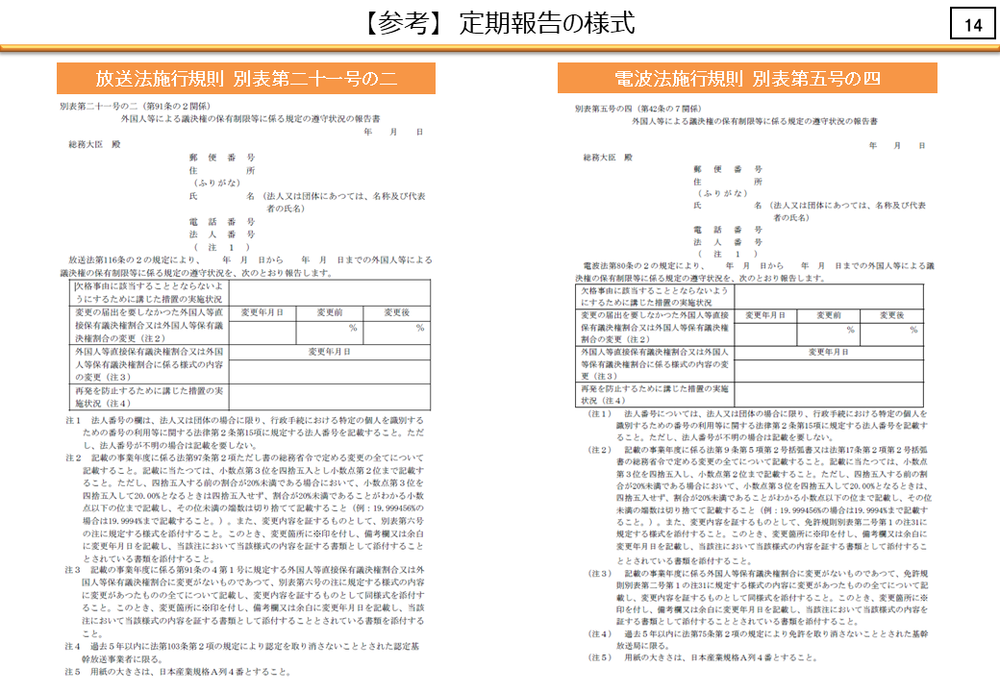 【参考】 定期報告の様式
14
放送法施行規則 別表第二十一号の二
別表第二十一号の二（第91条の２関係）
外国人等による議決権の保有制限等に係る規定の遵守状況の報告書
年　月　日
総務大臣　殿
郵便番号
住所
（ふりがな）
氏名（法人又は団体にあつては、名称及び代表
者の氏名）
電話番号
法人番号
（注１）
放送法第116条の２の規定により、　　年　月　日から　　年　月　日までの外国人等による
議決権の保有制限等に係る規定の遵守状況を、次のとおり報告します。
欠格事由に該当することとならないよ
うにするために講じた措置の実施状況
変更の届出を要しなかつた外国人等直
接保有議決権割合又は外国人等保有議
決権割合の変更（注２）
変更年月日
変更前
変更後
％
％
外国人等直接保有議決権割合又は外国
人等保有議決権割合に係る様式の内容
の変更（注３）
変更年月日
再発を防止するために講じた措置の実
施状況（注４）
注１　法人番号の欄は、法人又は団体の場合に限り、行政手続における特定の個人を識別する
ための番号の利用等に関する法律第２条第15項に規定する法人番号を記載すること。ただ
し、法人番号が不明の場合は記載を要しない。
注２　記載の事業年度に係る法第97条第２項ただし書の総務省令で定める変更の全てについて
記載すること。記載に当たつては、小数点第３位を四捨五入とし小数点第２位まで記載す
ること。ただし、四捨五入する前の割合が20%未満である場合において、小数点第３位を
四捨五入して20.00%となるときは四捨五入せず、割合が20%未満であることがわかる小数
点以下の位まで記載し、その位未満の端数は切り捨てて記載すること（例：19.999456%の
場合は19.9994%まで記載すること。）。また、変更内容を証するものとして、別表第六号
の注に規定する様式を添付すること。このとき、変更箇所に※印を付し、備考欄又は余白
に変更年月日を記載し、当該注において当該様式の内容を証する書類として添付すること
とされている書類を添付すること。
注３　記載の事業年度に係る第91条の４第１号に規定する外国人等直接保有議決権割合又は外
国人等保有議決権割合に変更がないものであつて、別表第六号の注に規定する様式の内容
に変更があつたものの全てについて記載し、変更内容を証するものとして同様式を添付す
ること。このとき、変更箇所に※印を付し、備考欄又は余白に変更年月日を記載し、当該
注において当該様式の内容を証する書類として添付することとされている書類を添付する
こと。
注４　過去５年以内に法第103条第２項の規定により認定を取り消さないこととされた認定基
幹放送事業者に限る。
注５　用紙の大きさは、日本産業規格Ａ列４番とすること。
電波法施行規則 別表第五号の四
別表第五号の四（第42条の７関係）
外国人等による議決権の保有制限等に係る規定の遵守状況の報告書
年　月　日
総務大臣　殿
郵便番号
住所
（ふりがな）
氏名（法人又は団体にあつては、名称及び代表
者の氏名）
電話番号
法人番号
（注１）
電波法第80条の２の規定により、　　年　月　日から　　年　月　日までの外国人等による議
決権の保有制限等に係る規定の遵守状況を、次のとおり報告します。
欠格事由に該当することとならないよう
にするために講じた措置の実施状況
変更の届出を要しなかつた外国人等直接
保有議決権割合又は外国人等保有議決権
割合の変更（注２）
変更年月日
変更前
変更後
％
％
外国人等直接保有議決権割合又は外国人
等保有議決権割合に係る様式の内容の変
更（注３）
変更年月日
再発を防止するために講じた措置の実施
状況（注４）
（注１）　法人番号については、法人又は団体の場合に限り、行政手続における特定の個人を
識別するための番号の利用等に関する法律第２条第15項に規定する法人番号を記載す
ること。ただし、法人番号が不明の場合は記載を要しない。
（注２）　記載の事業年度に係る法第９条第５項第２号括弧書又は法第17条第２項第２号括弧
書の総務省令で定める変更の全てについて記載すること。記載に当たつては、小数点
第３位を四捨五入し、小数点第２位まで記載すること。ただし、四捨五入する前の割
合が20%未満である場合において、小数点第３位を四捨五入して20.00%となるときは、
四捨五入せず、割合が20%未満であることがわかる小数点以下の位まで記載し、その位
未満の端数は切り捨てて記載すること（例：19.999456%の場合は19.9994%まで記載す
ること。）。また、変更内容を証するものとして、免許規則別表第二号第１の注31に
規定する様式を添付すること。このとき、変更箇所に※印を付し、備考欄又は余白に
変更年月日を記載し、当該注において当該様式の内容を証する書類として添付するこ
ととされている書類を添付すること。
（注３）　記載の事業年度に係る外国人等保有議決権割合に変更がないものであつて、免許規
則別表第二号第１の注31に規定する様式の内容に変更があつたものの全てについて記
載し、変更内容を証するものとして同様式を添付すること。このとき、変更箇所に※
印を付し、備考欄又は余白に変更年月日を記載し、当該注において当該様式の内容を
証する書類として添付することとされている書類を添付すること。
（注４）　過去５年以内に法第75条第２項の規定により免許を取り消さないこととされた基幹
放送局に限る。
（注５）　用紙の大きさは、日本産業規格Ａ列４番とすること。